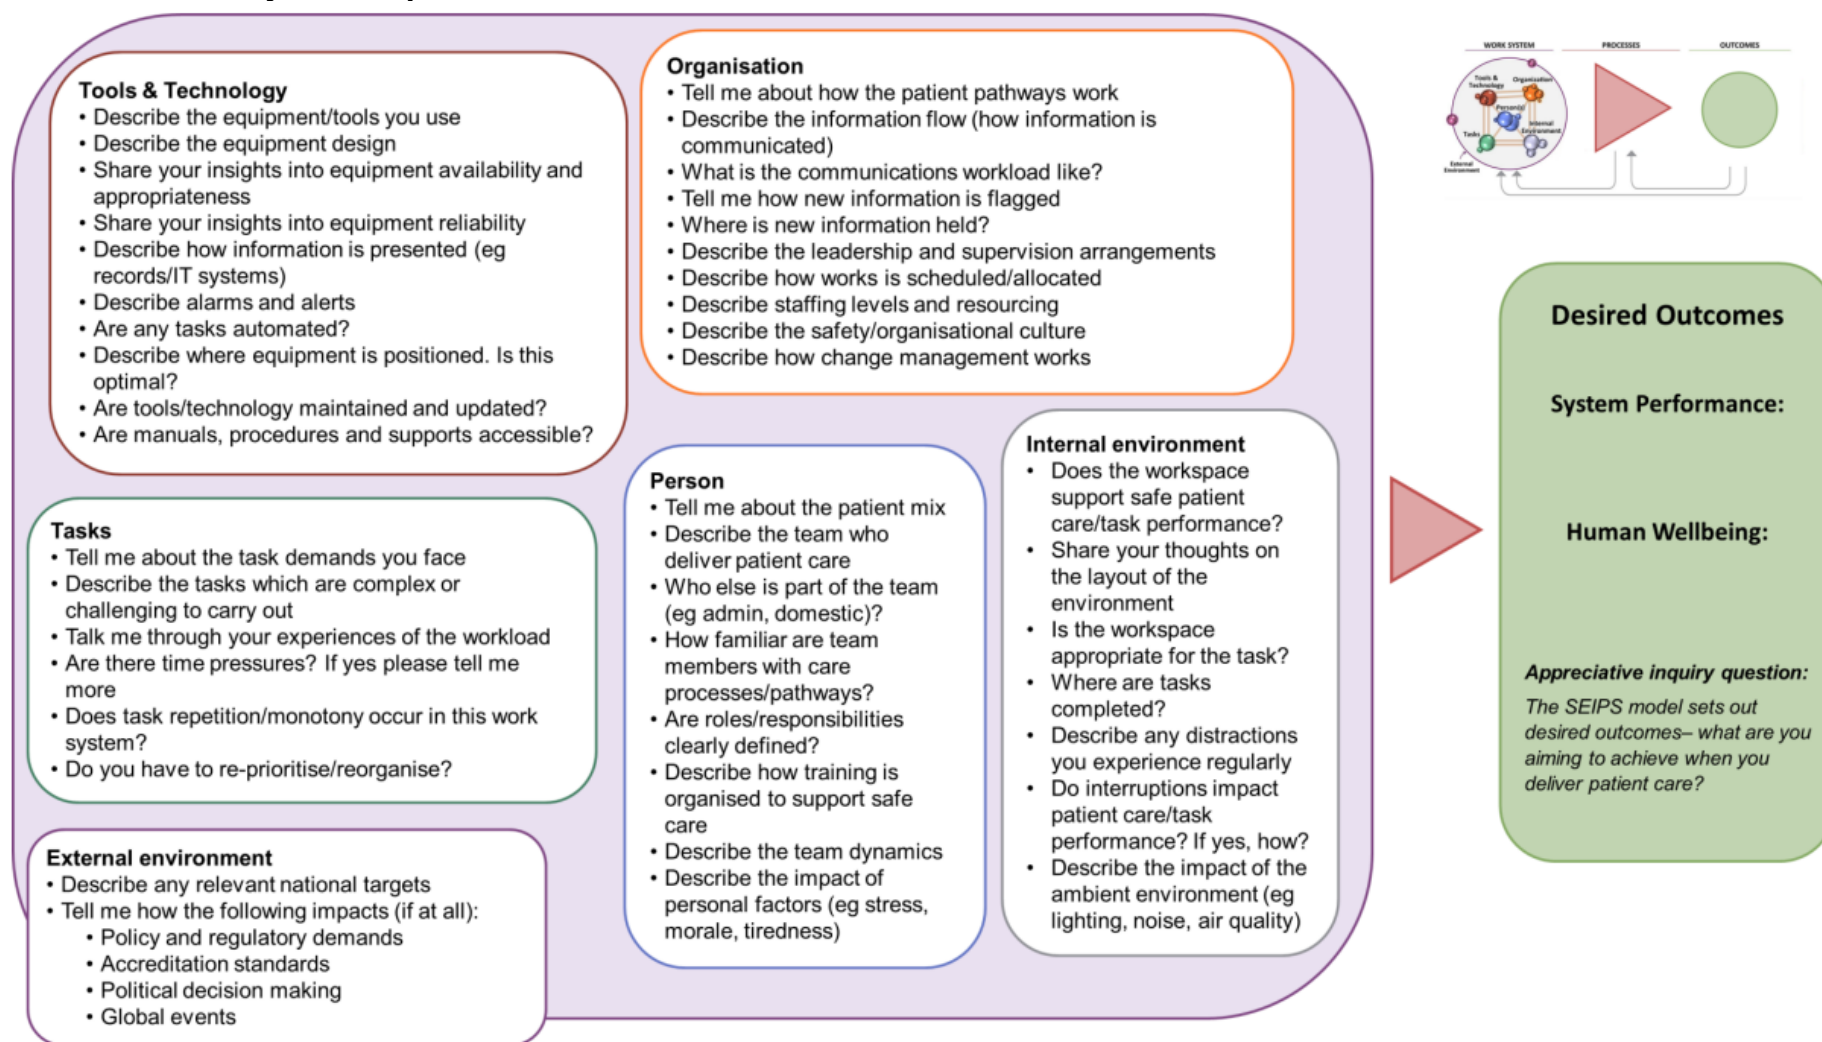 Tools & Technology
• Describe the equipment/tools you use
• Describe the equipment design
• Share your insights into equipment availability and
appropriateness
• Share your insights into equipment reliability
• Describe how information is presented (eg
records/IT systems)
• Describe alarms and alerts
• Are any tasks automated?
• Describe where equipment is positioned. Is this
optimal?
• Are tools/technology maintained and updated?
• Are manuals, procedures and supports accessible?
Organisation
• Tell me about how the patient pathways work
• Describe the information flow (how information is
communicated)
• What is the communications workload like?
• Tell me how new information is flagged
• Where is new information held?
• Describe the leadership and supervision arrangements
• Describe how works is scheduled/allocated
• Describe staffing levels and resourcing
• Describe the safety/organisational culture
• Describe how change management works
Tasks
• Tell me about the task demands you face
• Describe the tasks which are complex or
challenging to carry out
• Talk me through your experiences of the workload
• Are there time pressures? If yes please tell me
more
• Does task repetition/monotony occur in this work
system?
• Do you have to re-prioritise/reorganise?
Person
• Tell me about the patient mix
• Describe the team who
deliver patient care
• Who else is part of the team
(eg admin, domestic)?
• How familiar are team
members with care
processes/pathways?
• Are roles/responsibilities
clearly defined?
• Describe how training is
organised to support safe
care
• Describe the team dynamics
• Describe the impact of
personal factors (eg stress,
morale, tiredness)
Internal environment
• Does the workspace
support safe patient
care/task performance?
• Share your thoughts on
the layout of the
environment
• Is the workspace
appropriate for the task?
• Where are tasks
completed?
• Describe any distractions
you experience regularly
• Do interruptions impact
patient care/task
performance? If yes, how?
• Describe the impact of the
ambient environment (eg
lighting, noise, air quality)
External environment
• Describe any relevant national targets
• Tell me how the following impacts (if at all):
• Policy and regulatory demands
• Accreditation standards
• Political decision making
• Global events
WORK SYSTEM
PROCESSES
OUTCOMES
Tools &
Technology
Organization
Person(s)
Tasks
Internal
Environment
External
Environment
Desired Outcomes
System Performance:
Human Wellbeing:
Appreciative inquiry question:
The SEIPS model sets out
desired outcomes– what are you
aiming to achieve when you
deliver patient care?